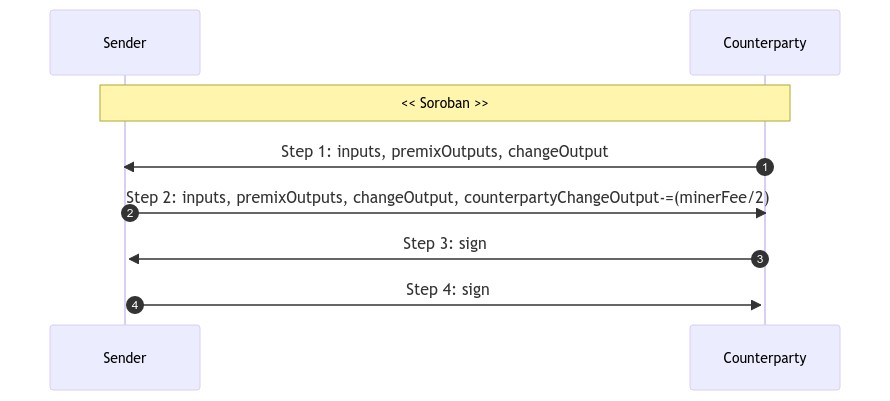 Sender Counterparty
<< Soroban >>
Step 1: inputs, premixOutputs, changeOutput
1
Step 2: inputs, premixOutputs, changeOutput, counterpartyChangeOutput-=(minerFee/2)
2
Step 3: sign
3
Step 4: sign
4
Sender Counterparty